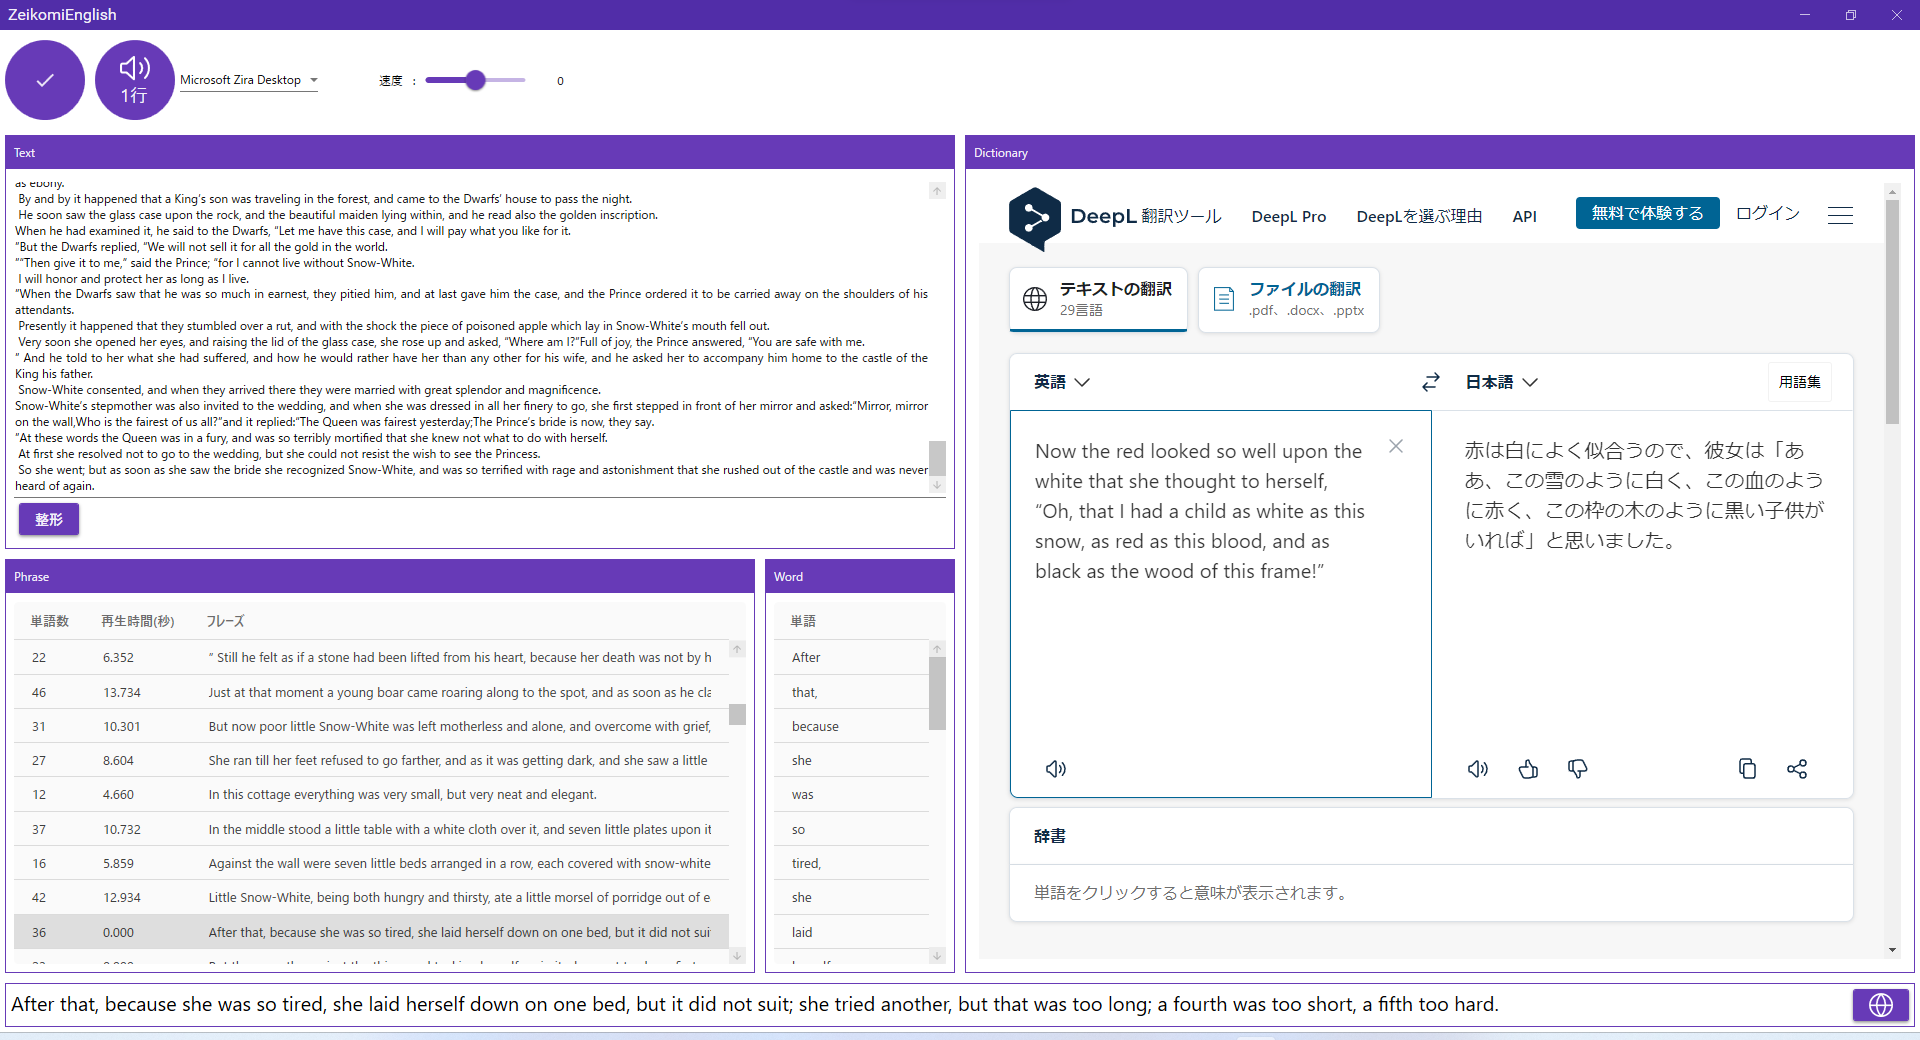 ZeikomiEnglish
1行
Microsoft Zira Desktop
速度 :
0
Text
as ebony.
By and by it happened that a King's son was traveling in the forest, and came to the Dwarfs' house to pass the night.
He soon saw the glass case upon the rock, and the beautiful maiden lying within, and he read also the golden inscription.
When he had examined it, he said to the Dwarfs, “Let me have this case, and I will pay what you like for it.
”But the Dwarfs replied, “We will not sell it for all the gold in the world.
”“Then give it to me,” said the Prince; “for I cannot live without Snow-White.
I will honor and protect her as long as I live.
”When the Dwarfs saw that he was so much in earnest, they pitied him, and at last gave him the case, and the Prince ordered it to be carried away on the shoulders of his
attendants.
Presently it happened that they stumbled over a rut, and with the shock the piece of poisoned apple which lay in Snow-White's mouth fell out.
Very soon she opened her eyes, and raising the lid of the glass case, she rose up and asked, “Where am I?”Full of joy, the Prince answered, “You are safe with me.
” And he told to her what she had suffered, and how he would rather have her than any other for his wife, and he asked her to accompany him home to the castle of the
King his father.
Snow-White consented, and when they arrived there they were married with great splendor and magnificence.
Snow-White's stepmother was also invited to the wedding, and when she was dressed in all her finery to go, she first stepped in front of her mirror and asked:“Mirror, mirror
on the wall,Who is the fairest of us all?”and it replied:“The Queen was fairest yesterday;The Prince's bride is now, they say.
”At these words the Queen was in a fury, and was so terribly mortified that she knew not what to do with herself.
At first she resolved not to go to the wedding, but she could not resist the wish to see the Princess.
So she went; but as soon as she saw the bride she recognized Snow-White, and was so terrified with rage and astonishment that she rushed out of the castle and was never
heard of again.
整形
Phrase
単語数 再生時間(秒) フレーズ
22 6.352 ” Still he felt as if a stone had been lifted from his heart, because her death was not by h
46 13.734 Just at that moment a young boar came roaring along to the spot, and as soon as he cla
31 10.301 But now poor little Snow-White was left motherless and alone, and overcome with grief,
27 8.604 She ran till her feet refused to go farther, and as it was getting dark, and she saw a little
12 4.660 In this cottage everything was very small, but very neat and elegant.
37 10.732 In the middle stood a little table with a white cloth over it, and seven little plates upon it
16 5.859 Against the wall were seven little beds arranged in a row, each covered with snow-white
42 12.934 Little Snow-White, being both hungry and thirsty, ate a little morsel of porridge out of e
36 0.000 After that, because she was so tired, she laid herself down on one bed, but it did not sui
Word
単語
After
that,
because
she
was
so
tired,
she
laid
Dictionary
DeepL 翻訳ツール
DeepL Pro
DeepLを選ぶ理由
API
無料で体験する
ログイン
テキストの翻訳
29言語
ファイルの翻訳
.pdf、.docx、.pptx
英語
日本語
用語集
Now the red looked so well upon the
white that she thought to herself,
“Oh, that I had a child as white as this
snow, as red as this blood, and as
black as the wood of this frame!”
赤は白によく似合うので、彼女は「あ
あ、この雪のように白く、この血のよう
に赤く、この枠の木のように黒い子供が
いれば」と思いました。
辞書
単語をクリックすると意味が表示されます。
After that, because she was so tired, she laid herself down on one bed, but it did not suit; she tried another, but that was too long; a fourth was too short, a fifth too hard.